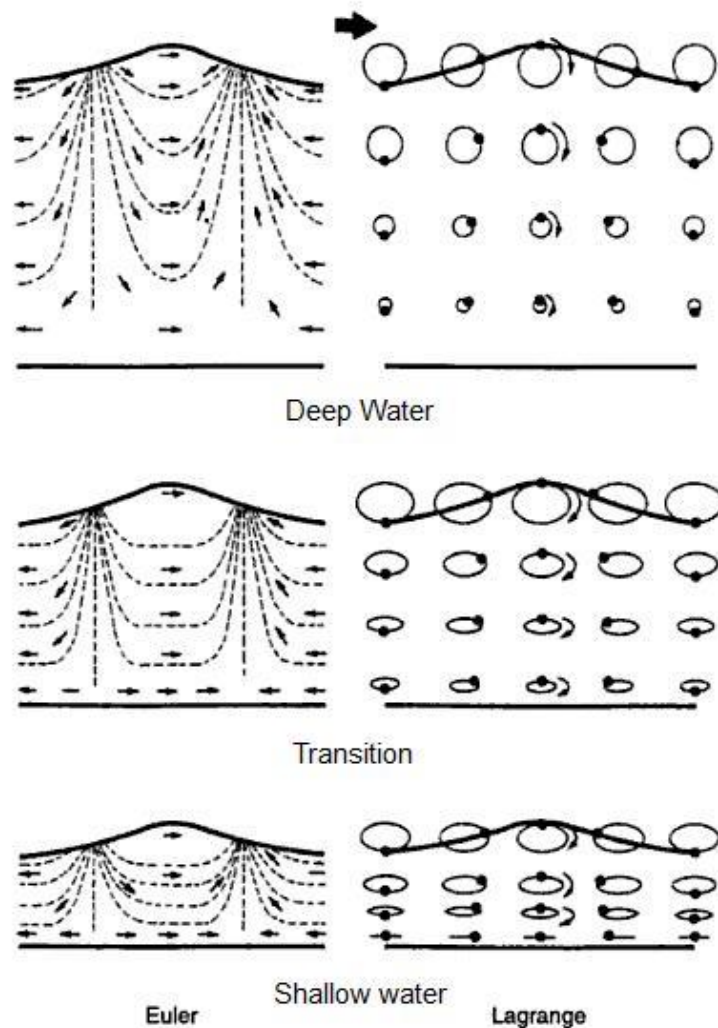 Deep Water
Transition
Shallow water
Euler
Lagrange